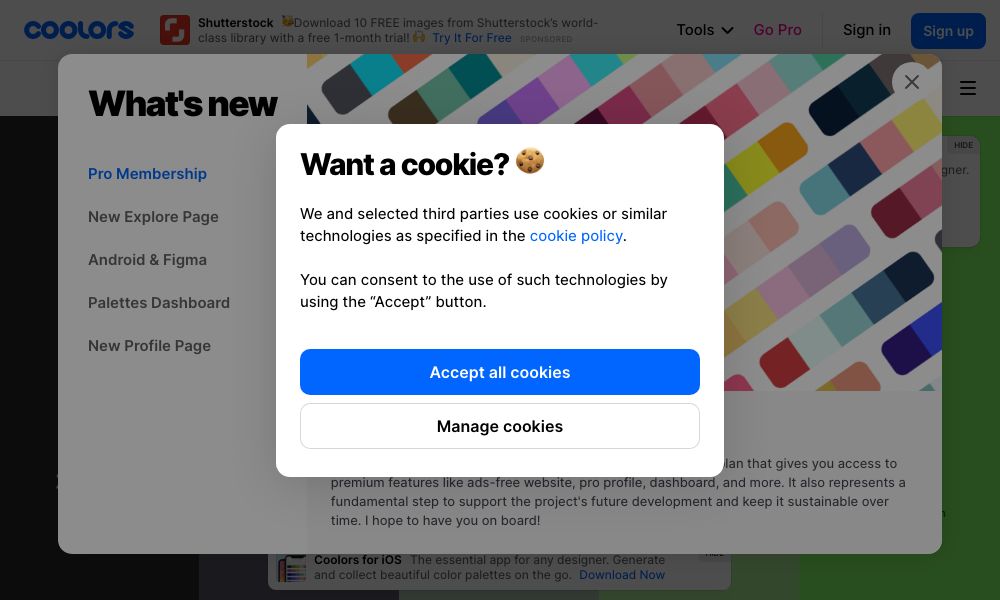 coolors
Shutterstock Download 10 FREE images from Shutterstock's world-
class library with a free 1-month trial! Try It For Free SPONSORED
Tools
Go Pro
Sign in
Sign up
What's new
Pro Membership
New Explore Page
Android & Figma
Palettes Dashboard
New Profile Page
HIDE
gner.
Want a cookie?
We and selected third parties use cookies or similar
technologies as specified in the cookie policy.
You can consent to the use of such technologies by
using the “Accept” button.
Accept all cookies
Manage cookies
lan that gives you access to
premium features like ads-free website, pro profile, dashboard, and more. It also represents a
fundamental step to support the project's future development and keep it sustainable over
time. I hope to have you on board!
Coolors for iOS The essential app for any designer. Generate
and collect beautiful color palettes on the go. Download Now
HIDE